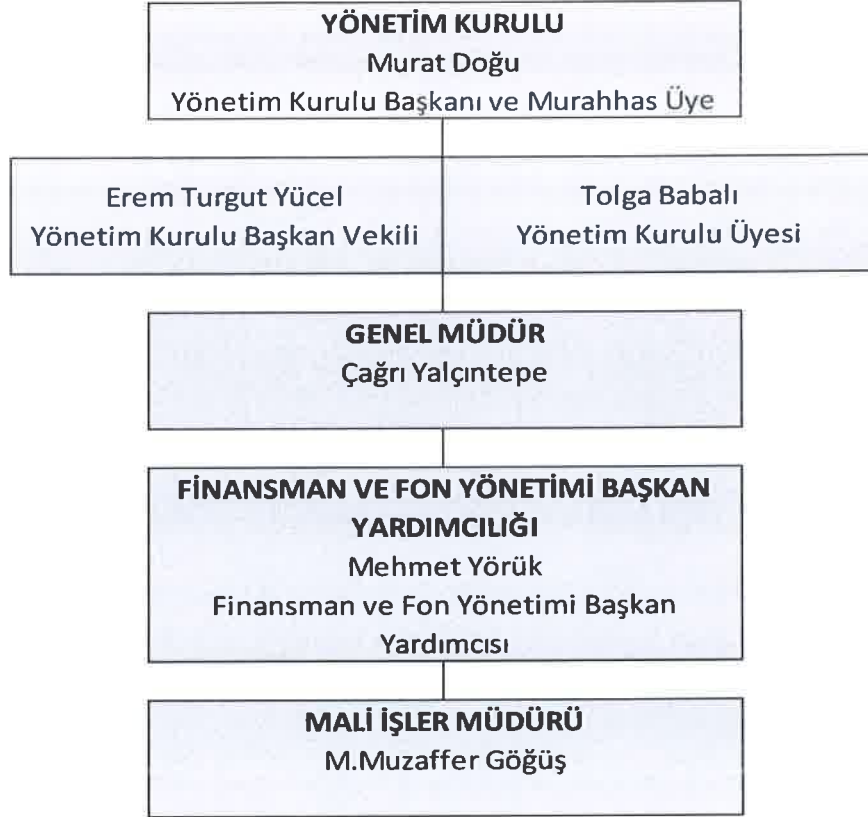 YÖNETİM KURULU
Murat Doğu
Yönetim Kurulu Başkanı ve Murahhas Üye
Erem Turgut Yücel
Yönetim Kurulu Başkan Vekili
Tolga Babalı
Yönetim Kurulu Üyesi
GENEL MÜDÜR
Çağrı Yalçıntepe
FİNANSMAN VE FON YÖNETİMİ BAŞKAN
YARDIMCILIĞI
Mehmet Yörük
Finansman ve Fon Yönetimi Başkan
Yardımcısı
MALİ İŞLER MÜDÜRÜ
M.Muzaffer Göğüş